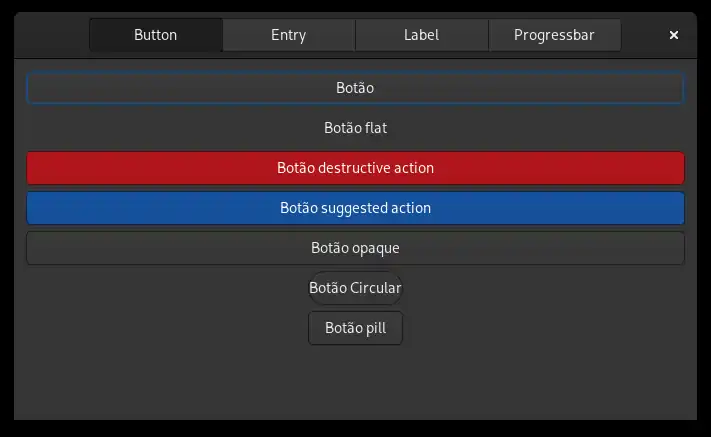 Button Entry Label Progressbar
Botão
Botão flat
Botão destructive action
Botão suggested action
Botão opaque
Botão Circular
Botão pill